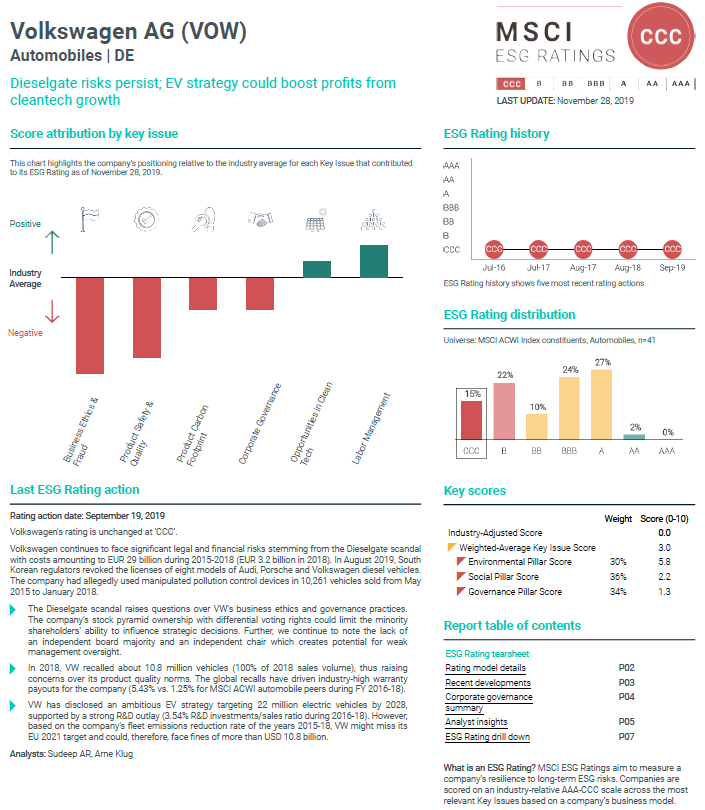 Volkswagen AG (VOW)
Automobiles | DE
Dieselgate risks persist; EV strategy could boost profits from
cleantech growth
MSCI
ESG RATINGS
CCC
CCC B BB BBB A AA AAA
LAST UPDATE: November 28, 2019
Score attribution by key issue
This chart highlights the company's positioning relative to the industry average for each Key Issue that contributed
to its ESG Rating as of November 28, 2019.
Positive
Industry
Average
Negative
Business Ethics &
Fraud
Product Safety &
Quality
Product Carbon
Footprint
Corporate Governance
Opportunities in Clean
Tech
Labor Management
ESG Rating history
AAA
AA
A
BBB
BB
B
CCC
CCC CCC CCC CCC CCC
Jul-16 Jul-17 Aug-17 Aug-18 Sep-19
ESG Rating history shows five most recent rating actions
ESG Rating distribution
Universe: MSCI ACWI Index constituents, Automobiles, n=41
15% 22% 10% 24% 27% 2% 0%
CCC B BB BBB A AA AAA
Last ESG Rating action
Rating action date: September 19, 2019
Volkswagen's rating is unchanged at 'CCC'.
Volkswagen continues to face significant legal and financial risks stemming from the Dieselgate scandal
with costs amounting to EUR 29 billion during 2015-2018 (EUR 3.2 billion in 2018). In August 2019, South
Korean regulators revoked the licenses of eight models of Audi, Porsche and Volkswagen diesel vehicles.
The company had allegedly used manipulated pollution control devices in 10,261 vehicles sold from May
2015 to January 2018.
The Dieselgate scandal raises questions over VW's business ethics and governance practices.
The company's stock pyramid ownership with differential voting rights could limit the minority
shareholders' ability to influence strategic decisions. Further, we continue to note the lack of
an independent board majority and an independent chair which creates potential for weak
management oversight.
In 2018, VW recalled about 10.8 million vehicles (100% of 2018 sales volume), thus raising
concerns over its product quality norms. The global recalls have driven industry-high warranty
payouts for the company (5.43% vs. 1.25% for MSCI ACWI automobile peers during FY 2016-18).
VW has disclosed an ambitious EV strategy targeting 22 million electric vehicles by 2028,
supported by a strong R&D outlay (3.54% R&D investments/sales ratio during 2016-18). However,
based on the company's fleet emissions reduction rate of the years 2015-18, VW might miss its
EU 2021 target and could, therefore, face fines of more than USD 10.8 billion.
Analysts: Sudeep AR, Arne Klug
Key scores
Weight Score (0-10)
Industry-Adjusted Score 0.0
Weighted-Average Key Issue Score 3.0
Environmental Pillar Score 30% 5.8
Social Pillar Score 36% 2.2
Governance Pillar Score 34% 1.3
Report table of contents
ESG Rating tearsheet
Rating model details P02
Recent developments P03
Corporate governance P04
summary
Analyst insights P05
ESG Rating drill down P07
What is an ESG Rating? MSCI ESG Ratings aim to measure a
company's resilience to long-term ESG risks. Companies are
scored on an industry-relative AAA-CCC scale across the most
relevant Key Issues based on a company's business model.